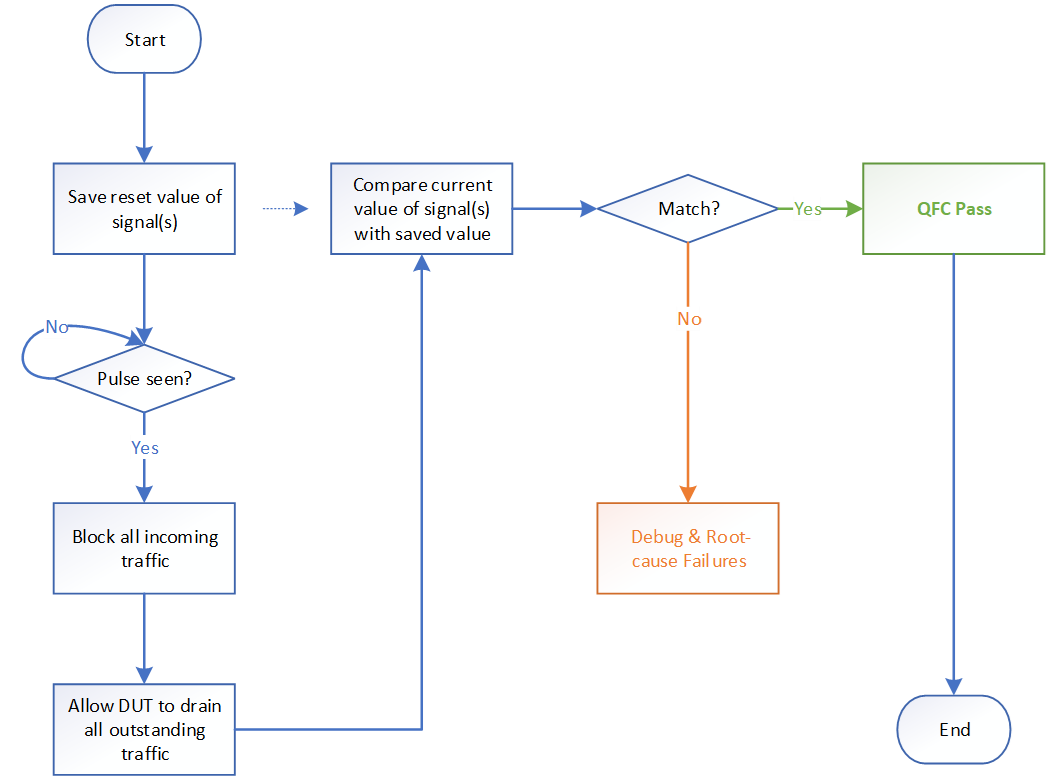 Start
Save reset value of
signal(s)
No
Pulse seen?
Yes
Block all incoming
traffic
Allow DUT to drain
all outstanding
traffic
Compare current
value of signal(s)
with saved value
Match?
Yes
QFC Pass
No
Debug & Root-
cause Failures
End